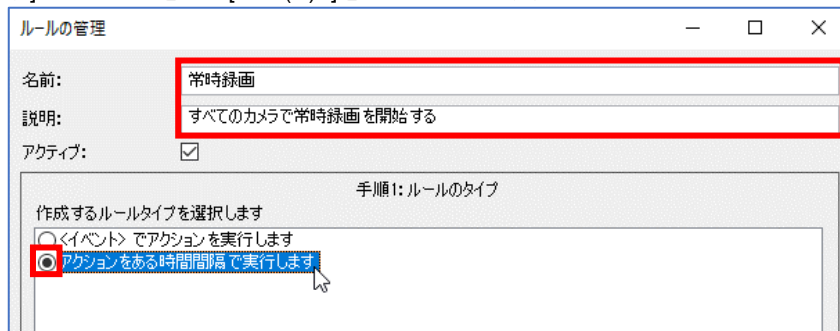 ルールの管理
名前: 常時録画
説明: すべてのカメラで常時録画を開始する
アクティブ:
手順1: ルールのタイプ
作成するルールタイプを選択します
<イベント> でアクションを実行します
アクションをある時間間隔で実行します